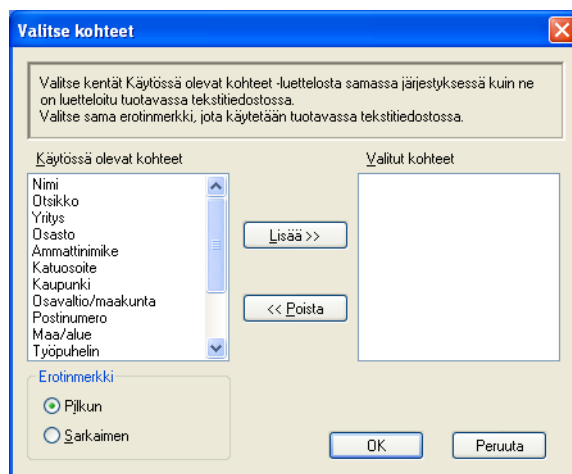 Valitse kohteet
Valitse kentät Käytössä olevat kohteet -luettelosta samassa järjestyksessä kuin ne
on luetteloitu tuotavassa tekstitiedostossa.
Valitse sama erotinmerkki, jota käytetään tuotavassa tekstitiedostossa.
Käytössä olevat kohteet
Valitut kohteet
Nimi
Otsikko
Yritys
Osasto
Ammattinimike
Katuosoite
Kaupunki
Osavaltio/maakunta
Postinumero
Maa/alue
Työpuhelin
Lisää >>
<< Poista
Erotinmerkki
Pilkun
Sarkaimen
OK
Peruuta